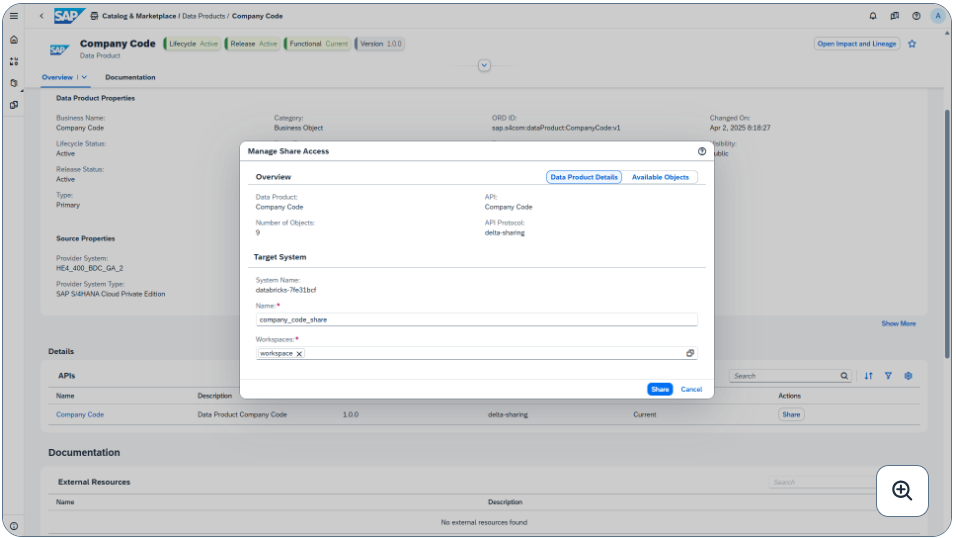 SAP Catalog & Marketplace / Data Products / Company Code
A
SAP Company Code Lifecycle Active Release Active Functional Current Version 1.0.0 Open Impact and Lineage
Data Product
Overview Documentation
Data Product Properties
Business Name: Category: ORD ID: Changed On:
Company Code Business Object sap.s4com:dataProduct:CompanyCode:v1 Apr 2, 2025 8:18:27
Lifecycle Status:
Active
Release Status:
Active
Type:
Primary
Source Properties
Provider System:
HE4_400_BDC_GA_2
Provider System Type:
SAP S/4HANA Cloud Private Edition
Show More
Manage Share Access
Overview Data Product Details Available Objects
Data Product: API:
Company Code Company Code
Number of Objects: API Protocol:
9 delta-sharing
Target System
System Name:
databricks-7fe31bcf
Name:*
company_code_share
Workspaces:*
workspace
Share Cancel
Details
APIs Search
Name Description Actions
Company Code Data Product Company Code 1.0.0 delta-sharing Current Share
Documentation
External Resources Search
Name Description
No external resources found